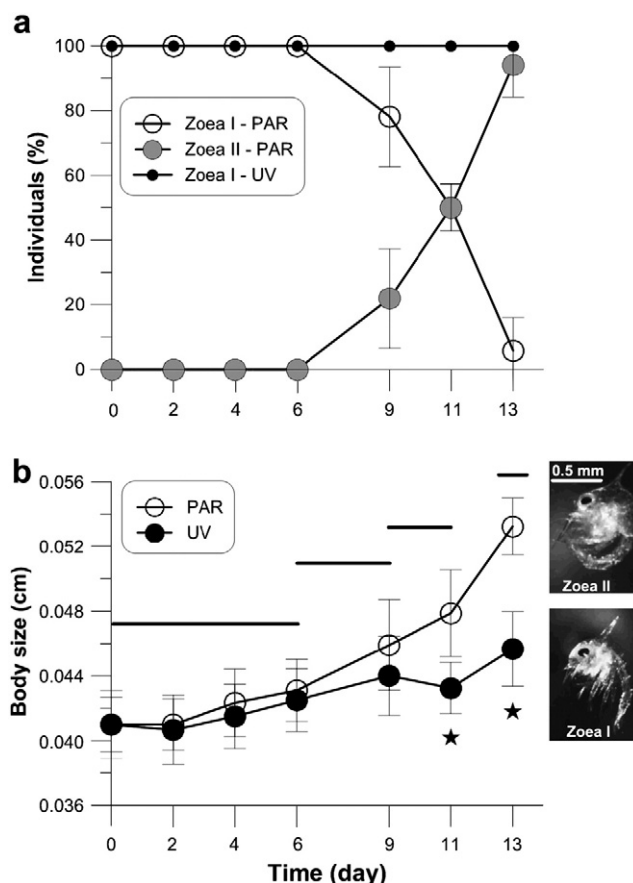 a
100
80
60
40
20
0
Individuals (%)
Zoea I - PAR
Zoea II - PAR
Zoea I - UV
0 2 4 6 9 11 13
b
0.056
0.052
0.048
0.044
0.040
0.036
Body size (cm)
PAR
UV
0 2 4 6 9 11 13
Time (day)
0.5 mm
Zoea II
Zoea I